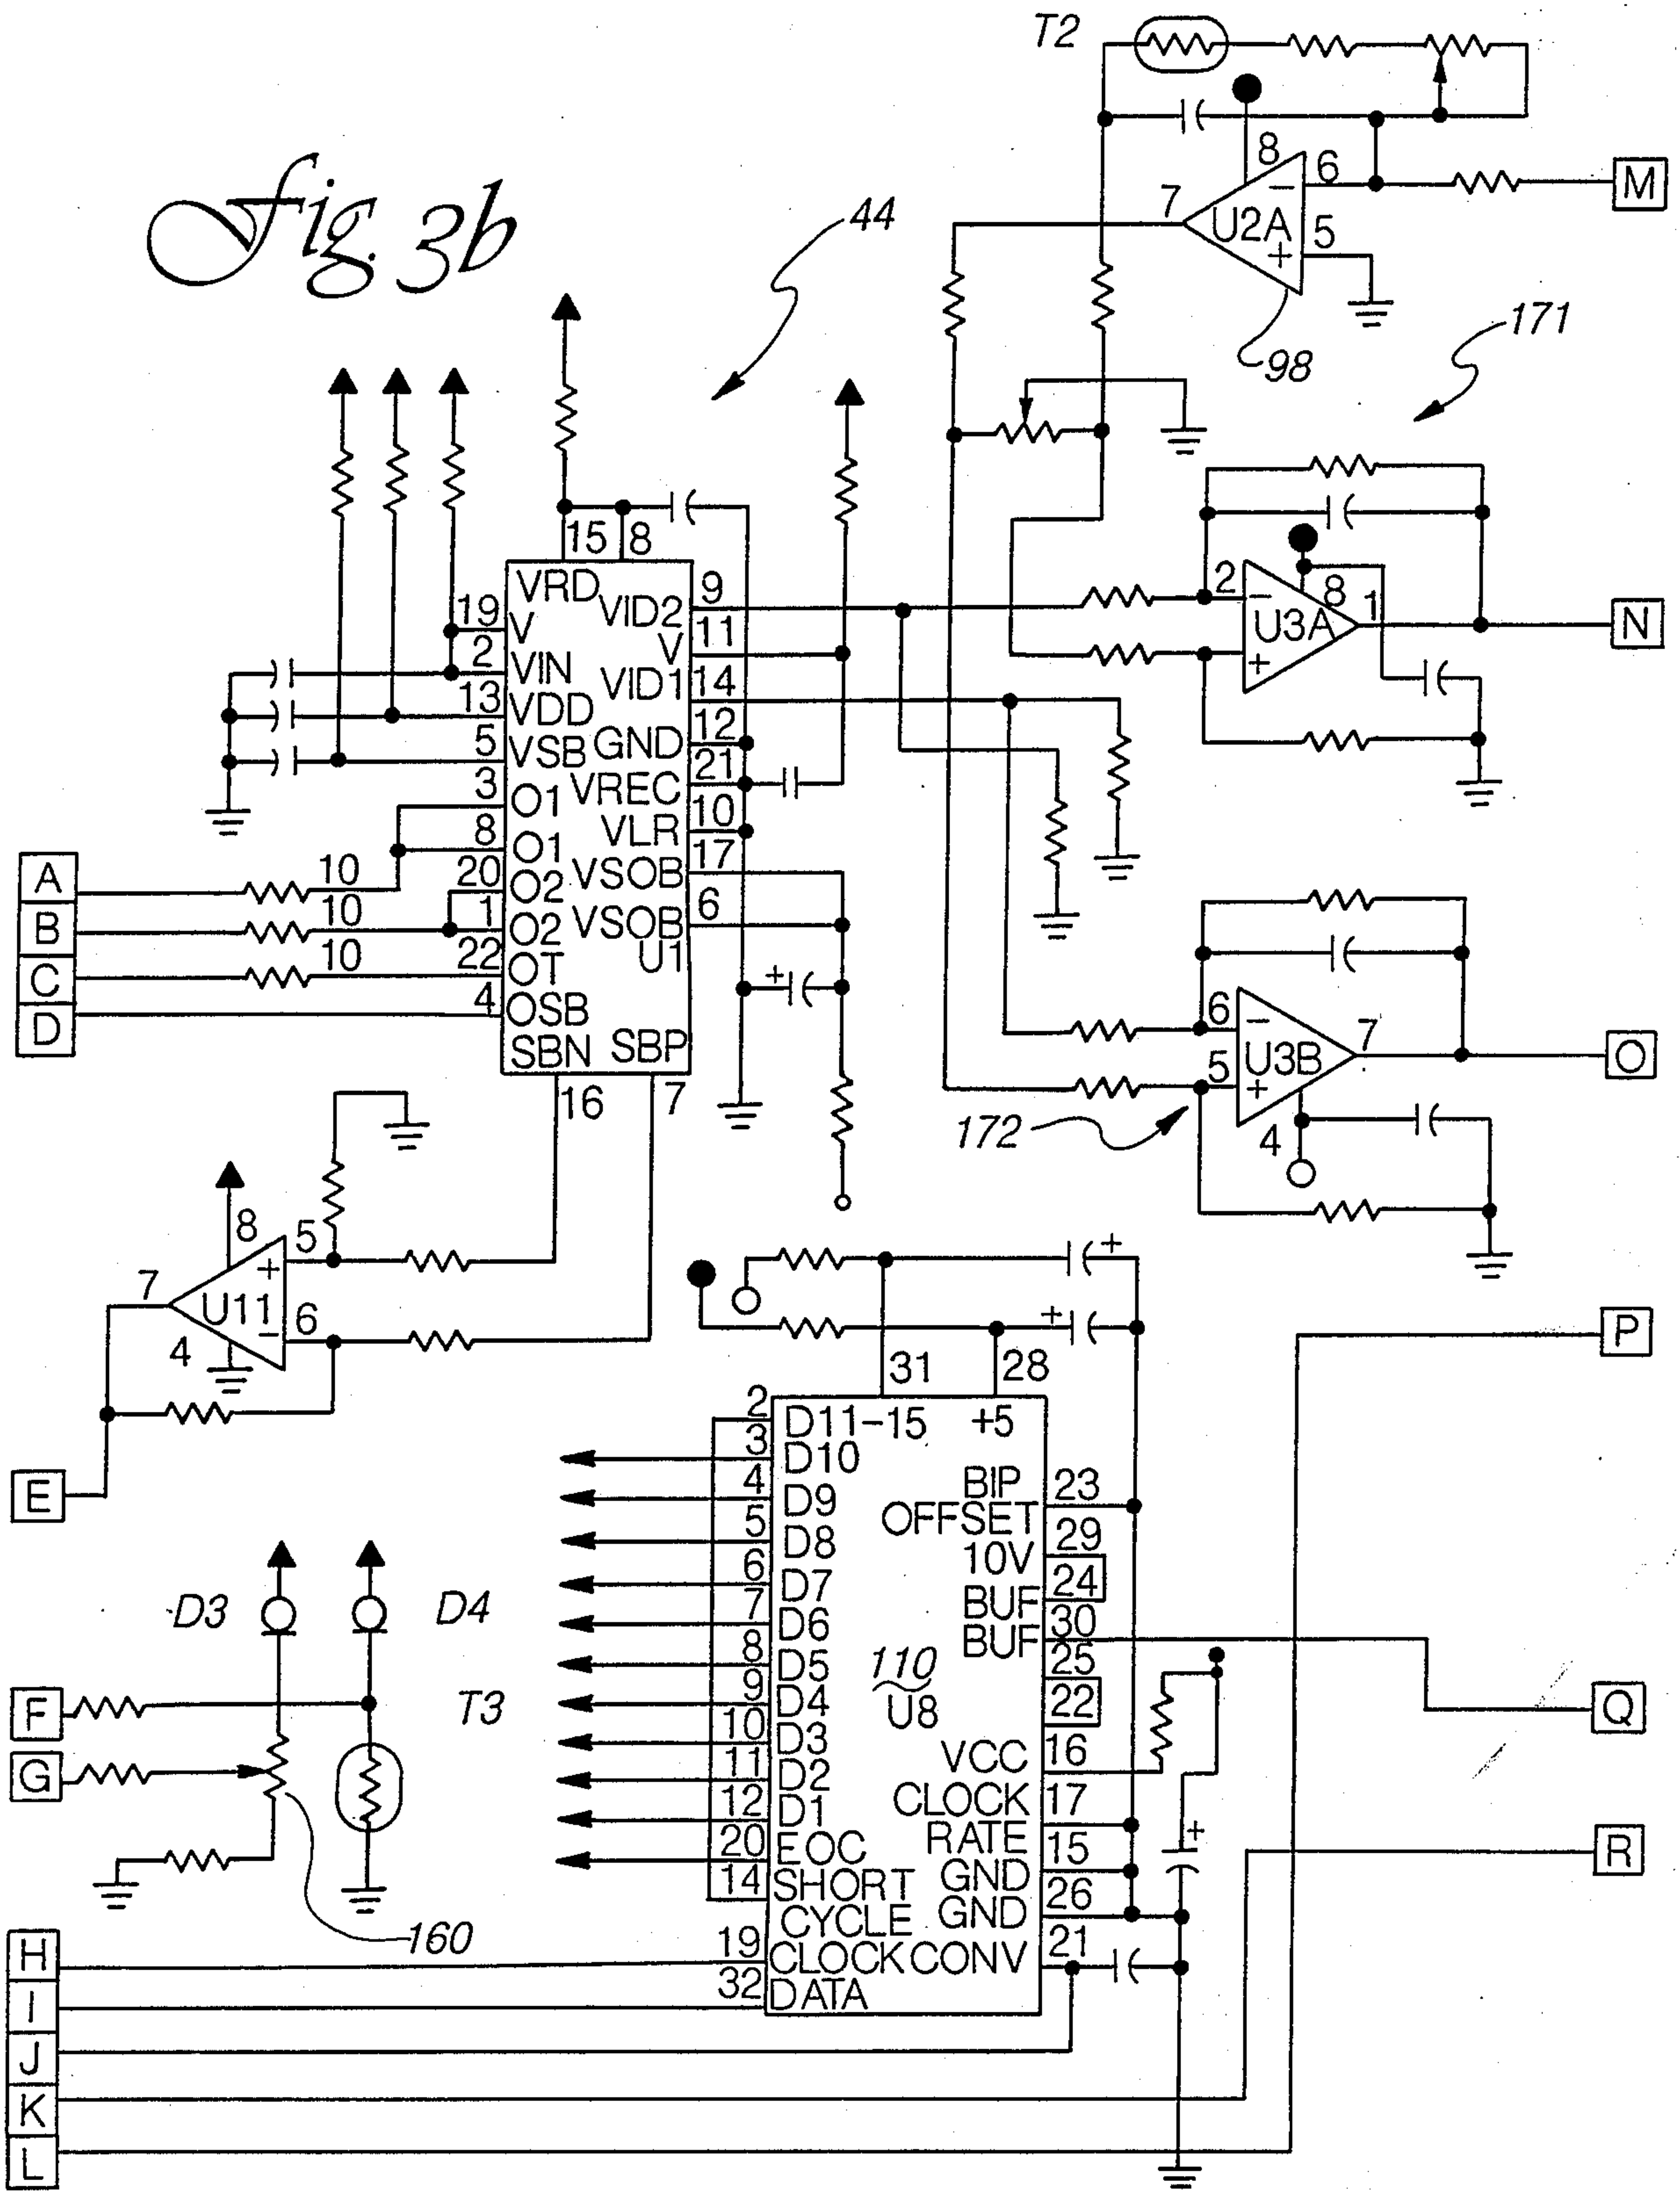 Fig. 3b
T2
44
8
6
M
7
U2A
−
5
+
98
171
15
8
VRD
19
V
2
VIN
13
VDD
5
VSB
3
O1
8
O1
20
O2
1
O2
22
OT
4
OSB
SBN
SBP
16
7
VID2
9
V
11
VID1
14
GND
12
VREC
21
VLR
10
VSOB
17
VSOB
6
U1
+
A
10
B
10
C
10
D
2
−
8
1
U3A
+
N
6
−
7
U3B
5
+
4
O
172
8
5
+
7
U11
6
−
4
E
+
+
31
28
P
2
D11-15
+5
3
D10
4
D9
5
D8
6
D7
7
D6
8
D5
9
D4
10
D3
11
D2
12
D1
20
EOC
14
SHORT
CYCLE
19
CLOCK
32
DATA
BIP
23
OFFSET
29
10V
24
BUF
30
BUF
25
22
110
U8
VCC
16
CLOCK
17
RATE
15
GND
26
GND
21
CONV
+
D3
D4
F
T3
G
160
Q
R
H
I
J
K
L